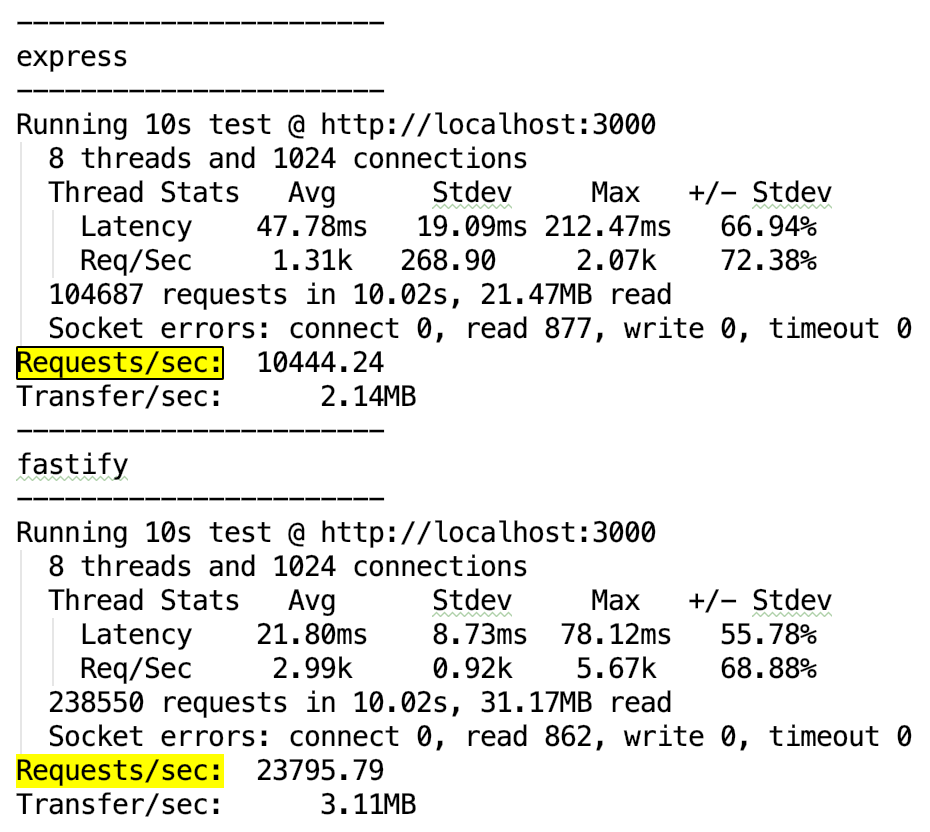 -----------------------
express
-----------------------
Running 10s test @ http://localhost:3000
  8 threads and 1024 connections
  Thread Stats   Avg      Stdev     Max   +/- Stdev
    Latency    47.78ms   19.09ms 212.47ms   66.94%
    Req/Sec     1.31k   268.90     2.07k    72.38%
  104687 requests in 10.02s, 21.47MB read
  Socket errors: connect 0, read 877, write 0, timeout 0
Requests/sec:  10444.24
Transfer/sec:      2.14MB
-----------------------
fastify
-----------------------
Running 10s test @ http://localhost:3000
  8 threads and 1024 connections
  Thread Stats   Avg      Stdev     Max   +/- Stdev
    Latency    21.80ms    8.73ms  78.12ms   55.78%
    Req/Sec     2.99k     0.92k     5.67k    68.88%
  238550 requests in 10.02s, 31.17MB read
  Socket errors: connect 0, read 862, write 0, timeout 0
Requests/sec:  23795.79
Transfer/sec:      3.11MB